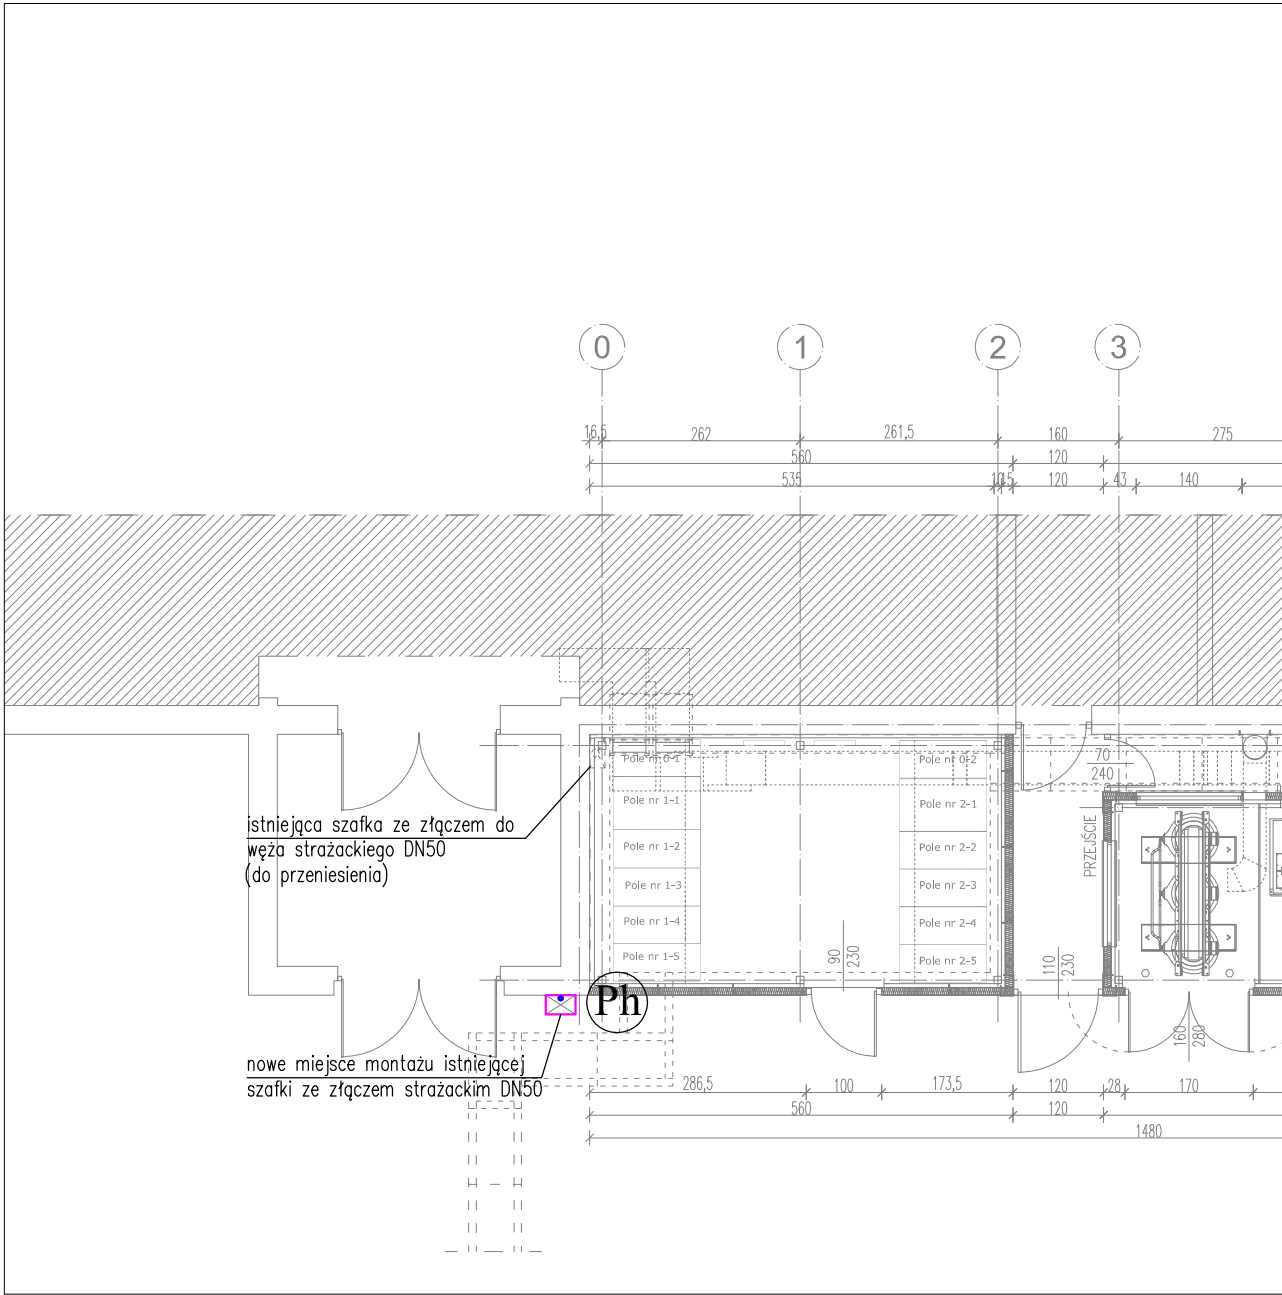 0 1 2 3
16,5 262 261,5 160 275
560 120
535 120 43 140
70
240
Pole nr 0-1 Pole nr 0-2
Pole nr 1-1 Pole nr 2-1
Pole nr 1-2 Pole nr 2-2
Pole nr 1-3 Pole nr 2-3
Pole nr 1-4 Pole nr 2-4
Pole nr 1-5 Pole nr 2-5
PRZEJŚCIE
istniejąca szafka ze złączem do
węża strażackiego DN50
(do przeniesienia)
90
230
110
230
Ph
160
280
nowe miejsce montażu istniejącej
szafki ze złączem strażackim DN50
286,5 100 173,5 120 28 170
560 120
1480